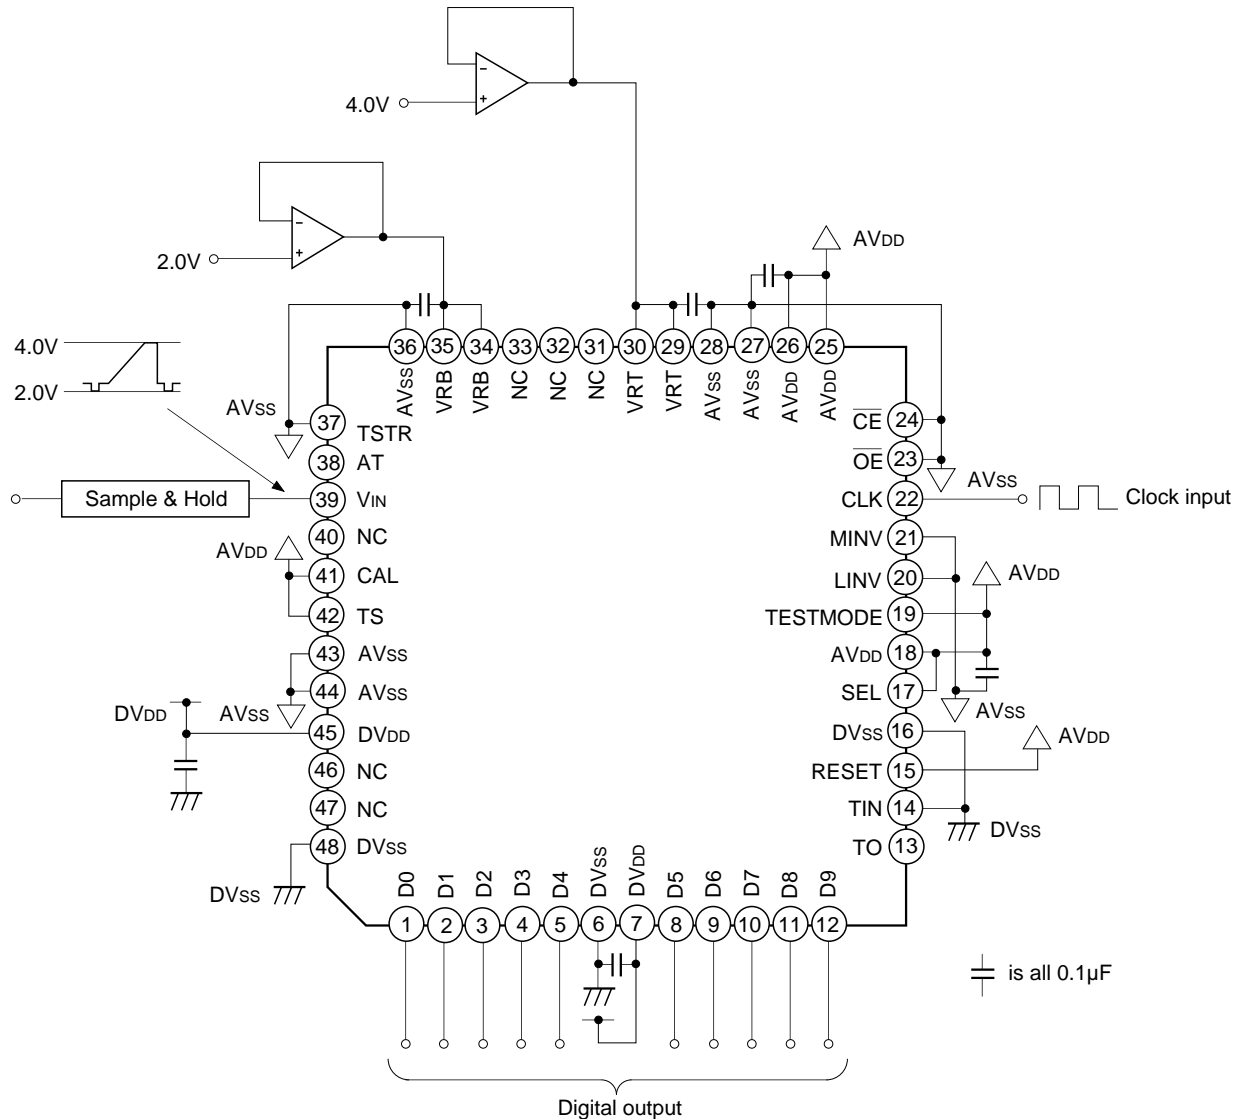 4.0V
−
+
2.0V
−
+
AVDD
4.0V
2.0V
36 35 34 33 32 31 30 29 28 27 26 25
AVSS VRB VRB NC NC NC VRT VRT AVSS AVSS AVDD AVDD
AVSS
37 TSTR
38 AT
Sample & Hold
39 VIN
40 NC
AVDD
41 CAL
42 TS
43 AVSS
44 AVSS
AVSS
DVDD
45 DVDD
46 NC
47 NC
48 DVSS
DVSS
CE 24
OE 23
AVSS
CLK 22
Clock input
MINV 21
LINV 20
AVDD
TESTMODE 19
AVDD 18
SEL 17
AVSS
DVSS 16
AVDD
RESET 15
TIN 14
DVSS
TO 13
D0 D1 D2 D3 D4 DVSS DVDD D5 D6 D7 D8 D9
1 2 3 4 5 6 7 8 9 10 11 12
is all 0.1µF
Digital output